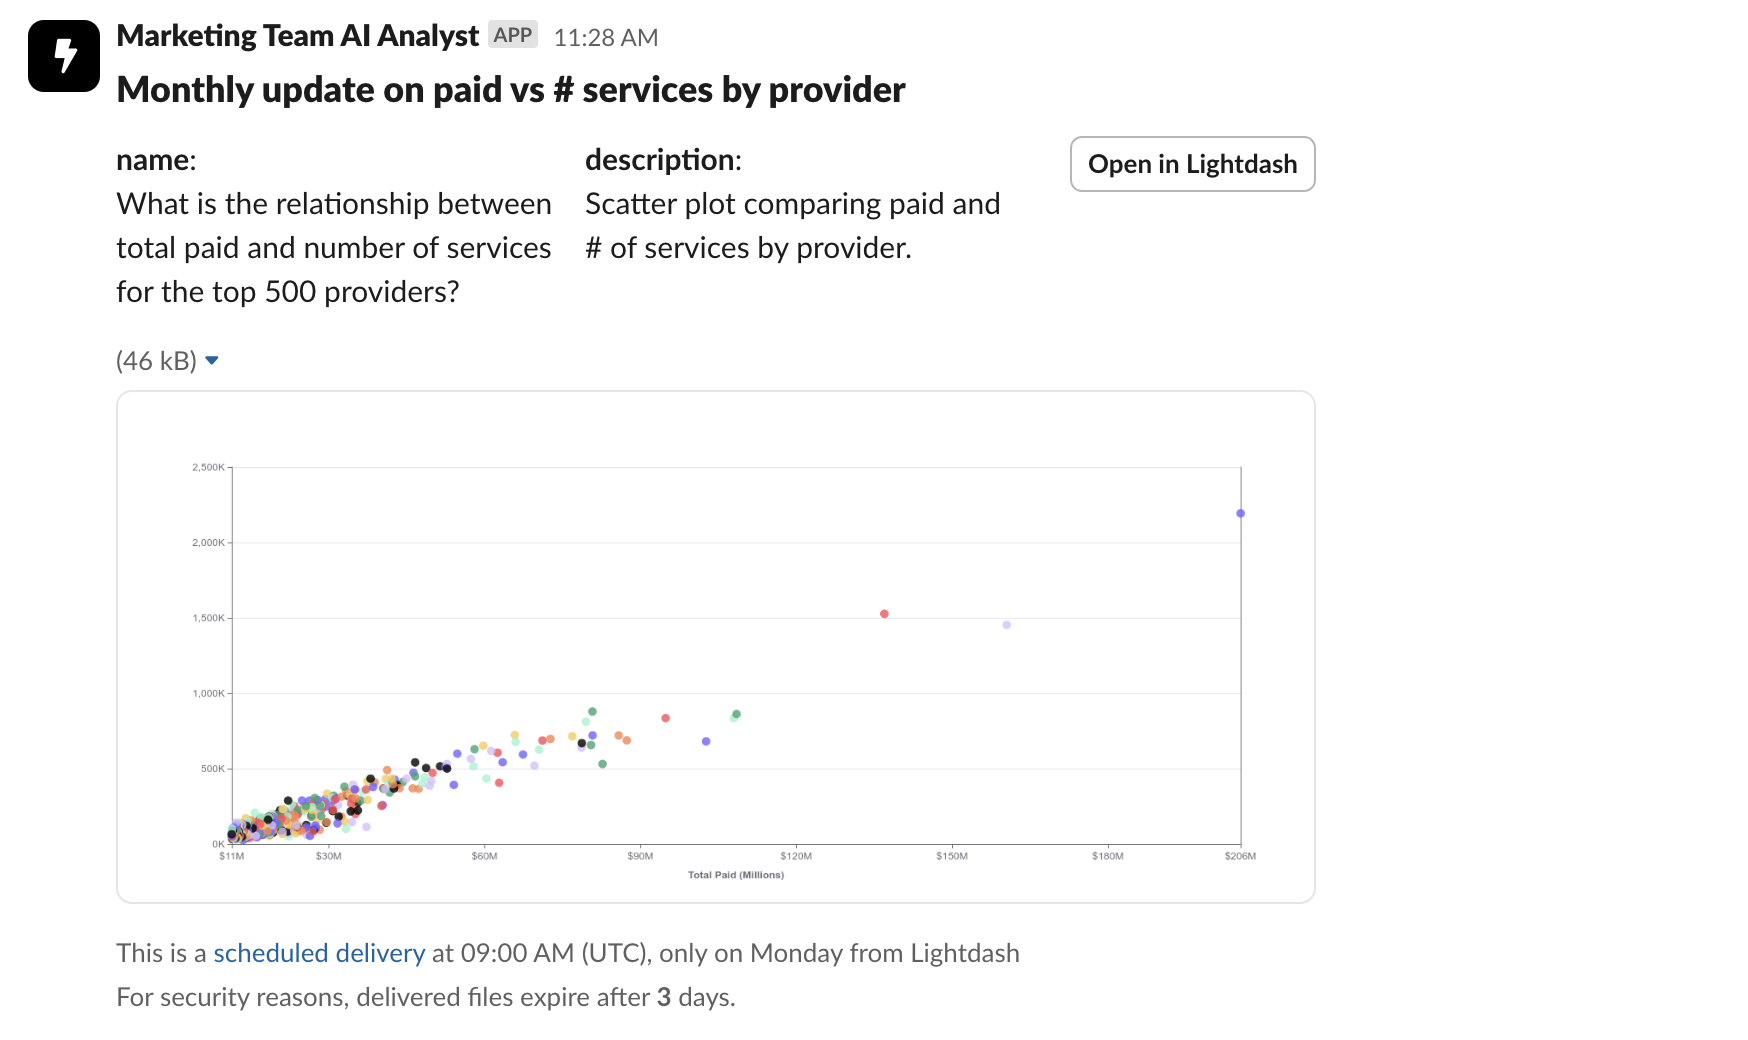 Marketing Team AI Analyst APP 11:28 AM
Monthly update on paid vs # services by provider
name:
What is the relationship between
total paid and number of services
for the top 500 providers?
description:
Scatter plot comparing paid and
# of services by provider.
Open in Lightdash
(46 kB)
2,500K
2,000K
1,500K
1,000K
500K
0K
$11M $30M $60M $90M $120M $150M $180M $206M
Total Paid (Millions)
This is a scheduled delivery at 09:00 AM (UTC), only on Monday from Lightdash
For security reasons, delivered files expire after 3 days.